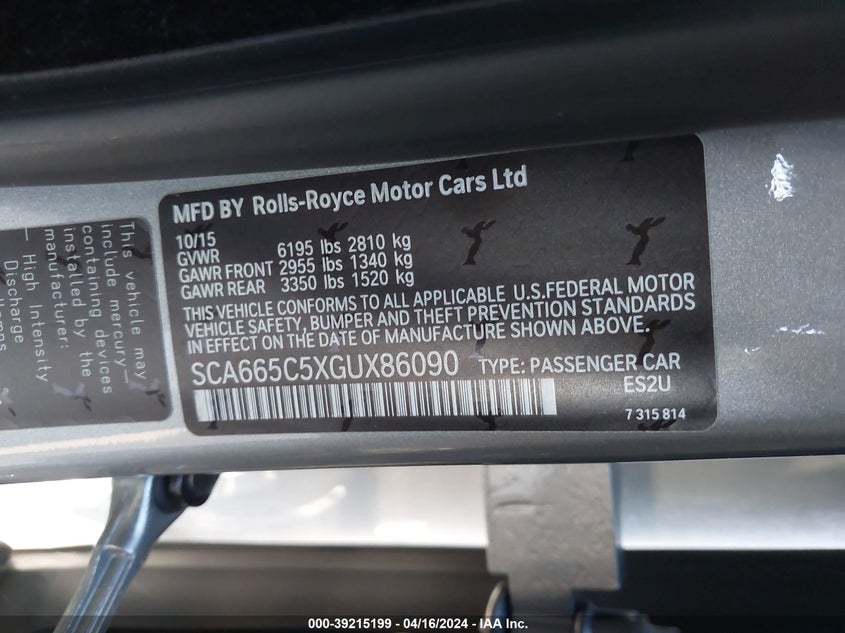 This vehicle may
include mercury—
containing devices
installed by the
manufacturer:
— High Intensity
Discharge
MFD BY Rolls-Royce Motor Cars Ltd
10/15
GVWR 6195 lbs 2810 kg
GAWR FRONT 2955 lbs 1340 kg
GAWR REAR 3350 lbs 1520 kg
THIS VEHICLE CONFORMS TO ALL APPLICABLE U.S.FEDERAL MOTOR
VEHICLE SAFETY, BUMPER AND THEFT PREVENTION STANDARDS
IN EFFECT ON THE DATE OF MANUFACTURE SHOWN ABOVE.
SCA665C5XGUX86090 TYPE: PASSENGER CAR
ES2U
7 315 814
000-39215199 - 04/16/2024 - IAA Inc.